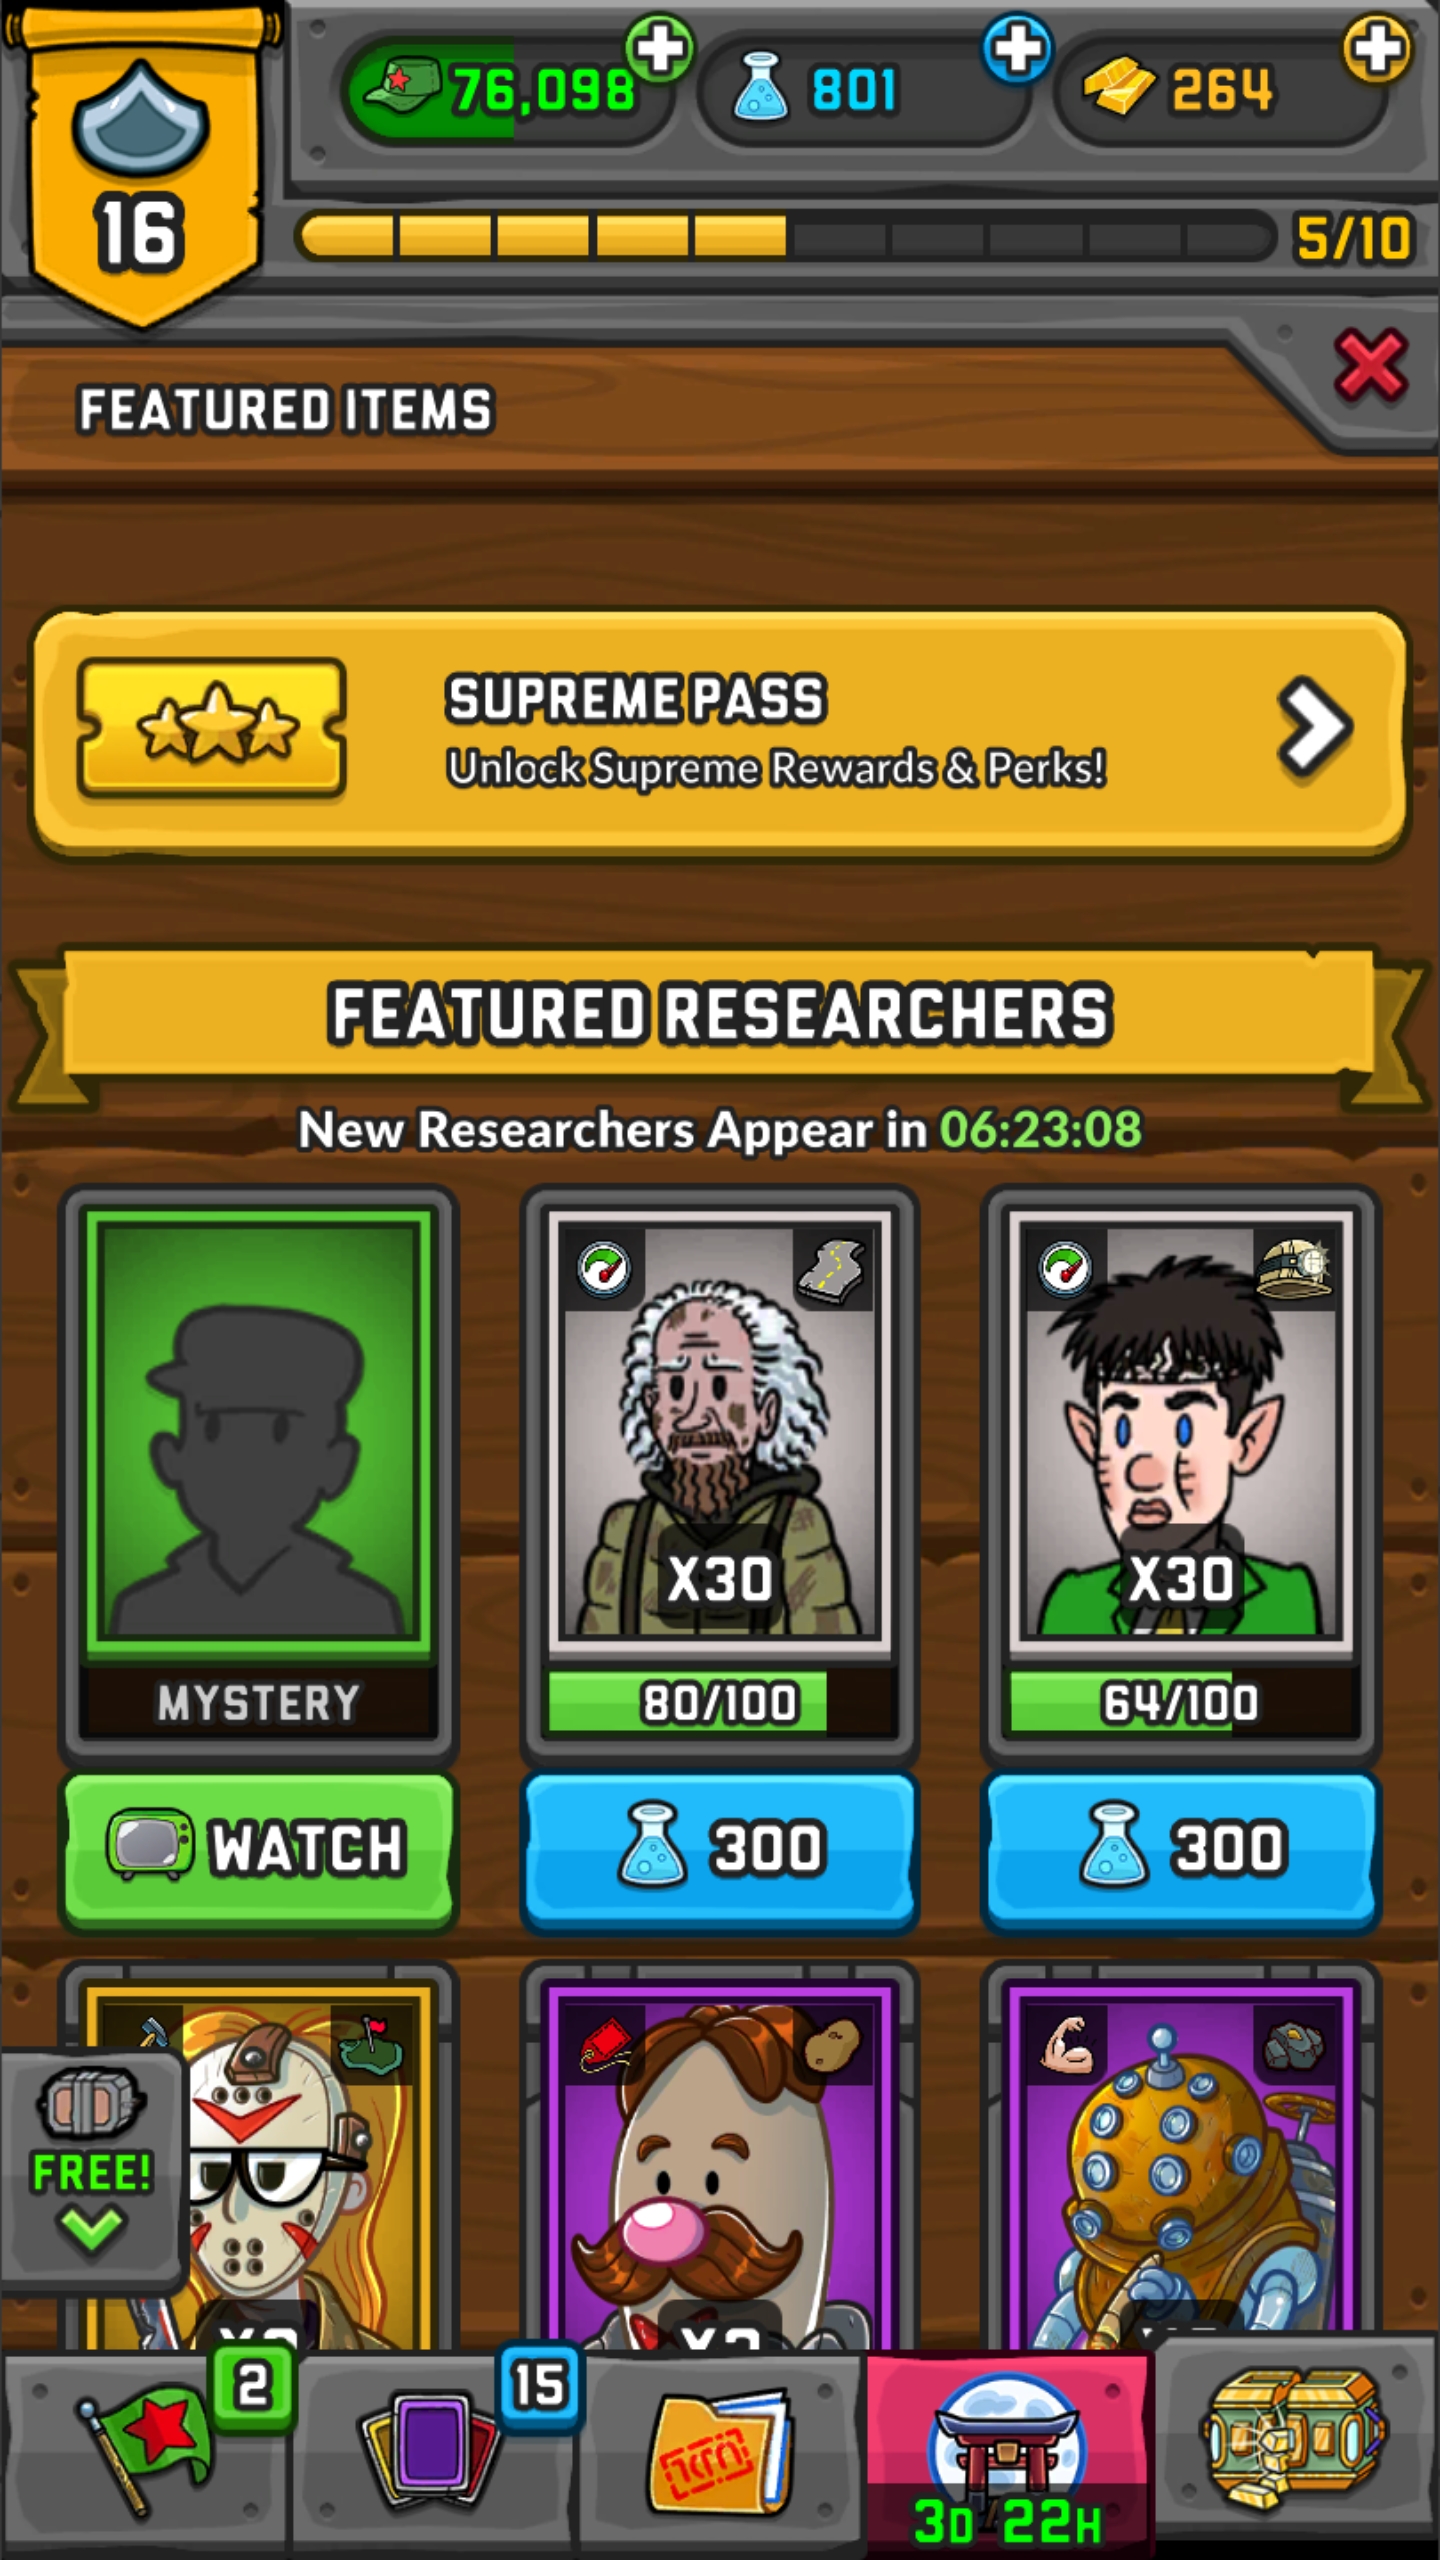 76,098
801
264
16
5/10
FEATURED ITEMS
SUPREME PASS
Unlock Supreme Rewards & Perks!
FEATURED RESEARCHERS
New Researchers Appear in 06:23:08
X30
X30
MYSTERY
80/100
64/100
WATCH
300
300
FREE!
2
15
3D 22H